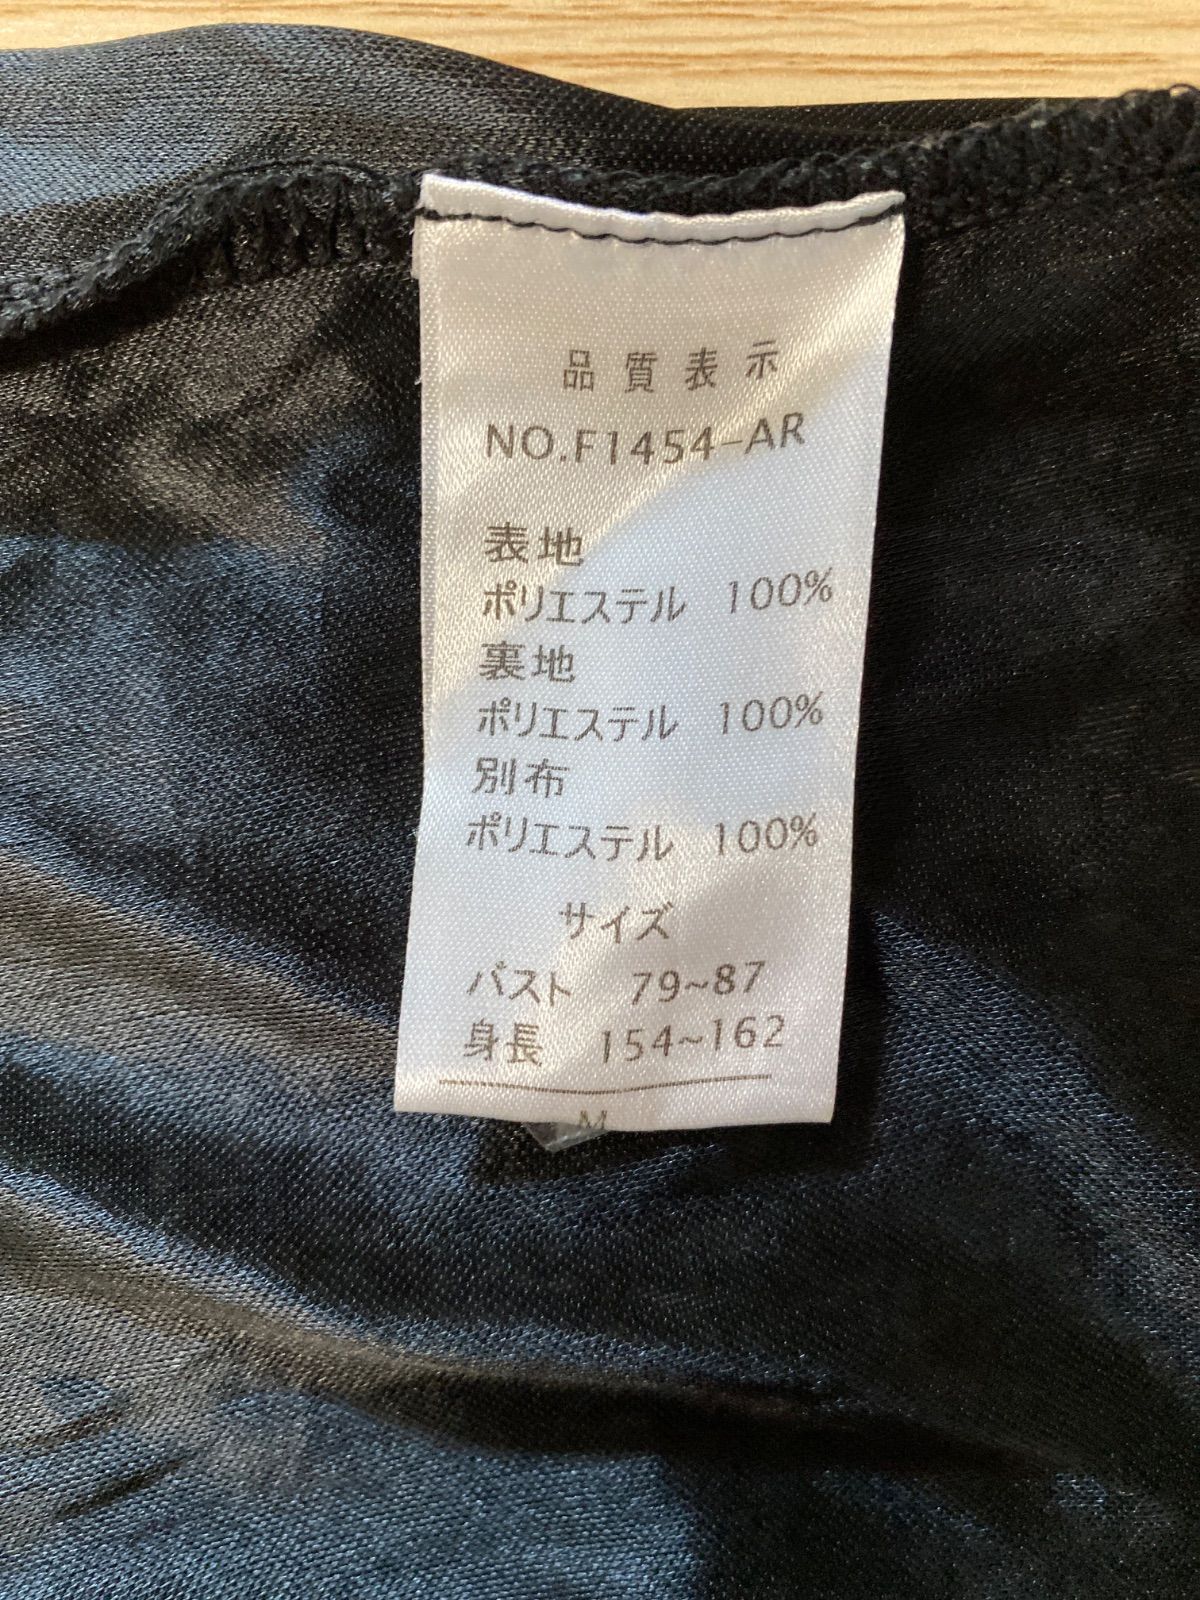 品質表示
NO.F1454-AR
表地
ポリエステル 100%
裏地
ポリエステル 100%
別布
ポリエステル 100%
サイズ
バスト 79~87
身長 154~162
M